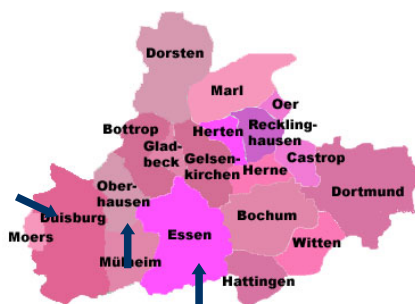 Dorsten
Marl
Oer
Bottrop
Herten
Reckling-
hausen
Glad-
beck
Gelsen-
kirchen
Castrop
Herne
Ober-
hausen
Dortmund
Duisburg
Bochum
Moers
Essen
Witten
Mülheim
Hattingen